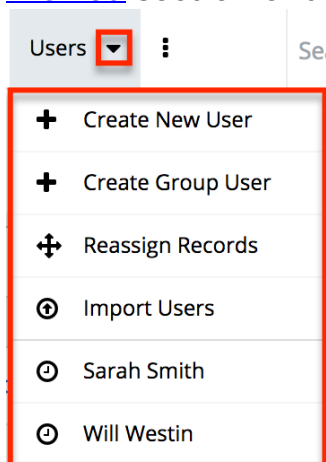 Users
Create New User
Create Group User
Reassign Records
Import Users
Sarah Smith
Will Westin